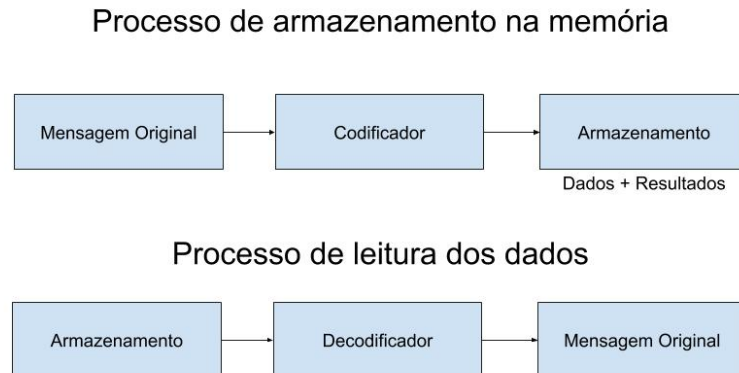 Processo de armazenamento na memória
Mensagem Original
Codificador
Armazenamento
Dados + Resultados
Processo de leitura dos dados
Armazenamento
Decodificador
Mensagem Original